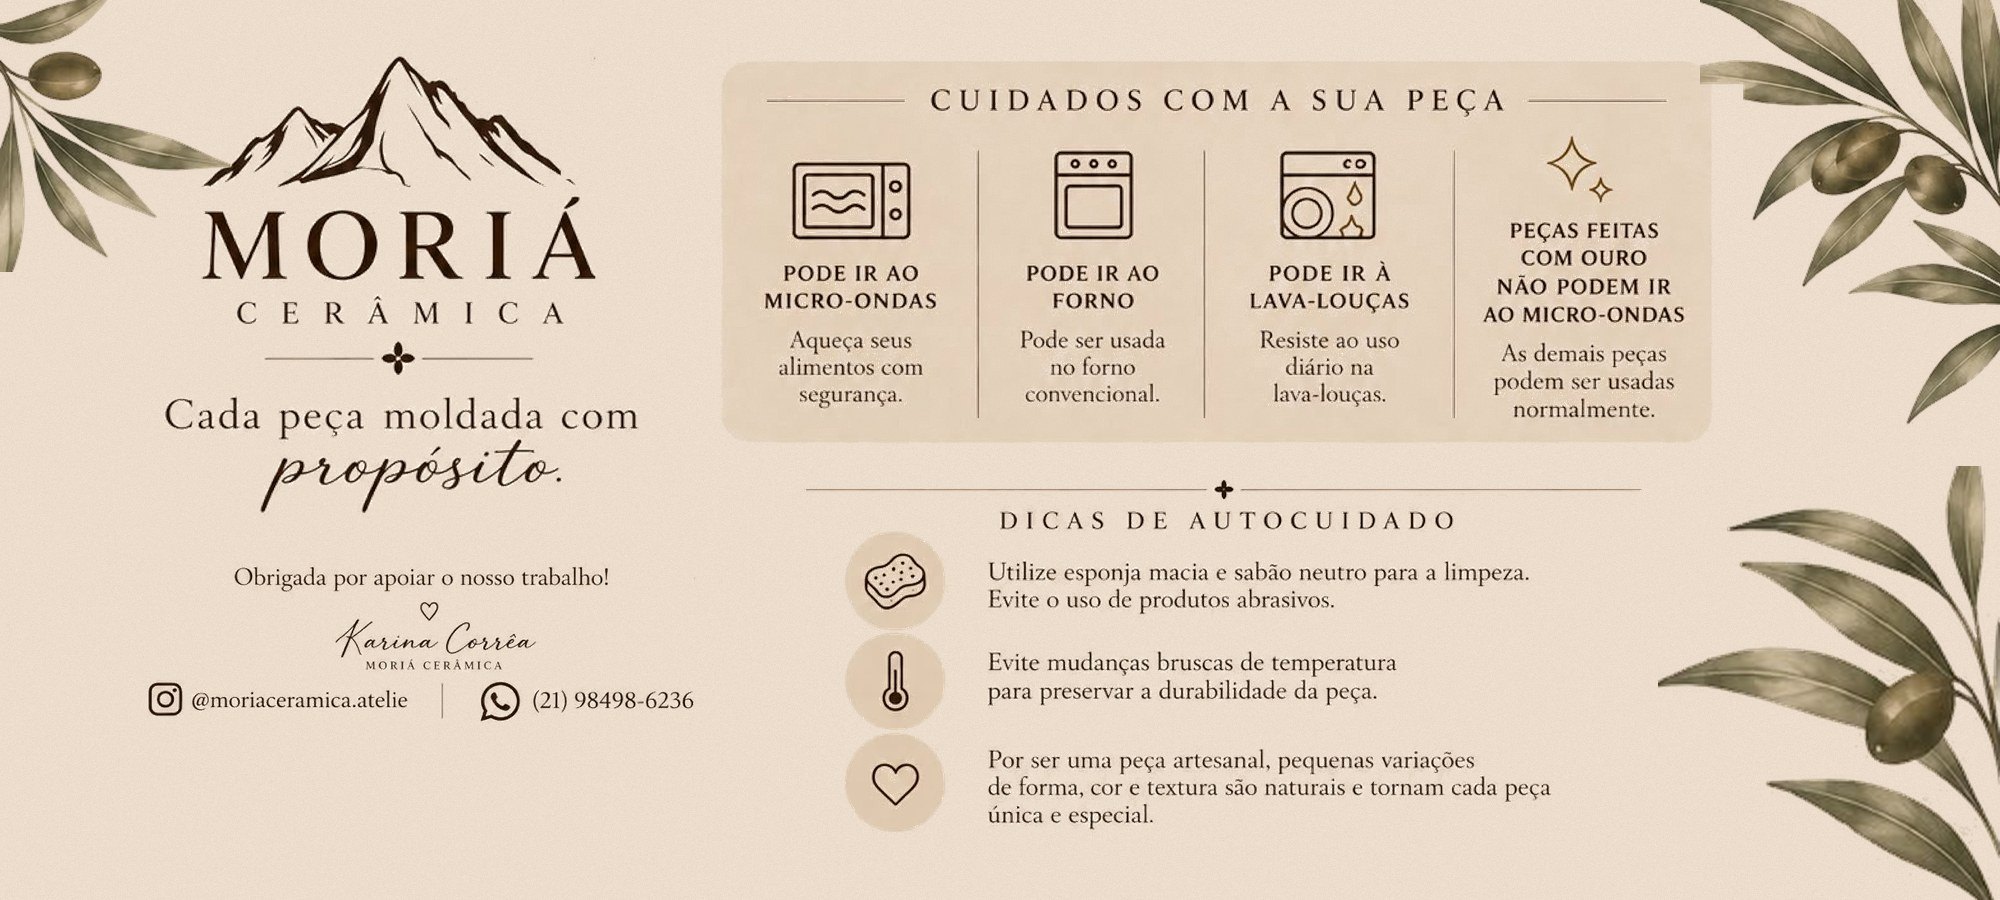 MORIÁ
CERÂMICA
Cada peça moldada com
propósito.
Obrigada por apoiar o nosso trabalho!
Karina Corrêa
MORIÁ CERÂMICA
@moriaceramica.atelie
(21) 98498-6236
CUIDADOS COM A SUA PEÇA
PODE IR AO
MICRO-ONDAS
Aqueça seus
alimentos com
segurança.
PODE IR AO
FORNO
Pode ser usada
no forno
convencional.
PODE IR À
LAVA-LOUÇAS
Resiste ao uso
diário na
lava-louças.
PEÇAS FEITAS
COM OURO
NÃO PODEM IR
AO MICRO-ONDAS
As demais peças
podem ser usadas
normalmente.
DICAS DE AUTOCUIDADO
Utilize esponja macia e sabão neutro para a limpeza.
Evite o uso de produtos abrasivos.
Evite mudanças bruscas de temperatura
para preservar a durabilidade da peça.
Por ser uma peça artesanal, pequenas variações
de forma, cor e textura são naturais e tornam cada peça
única e especial.